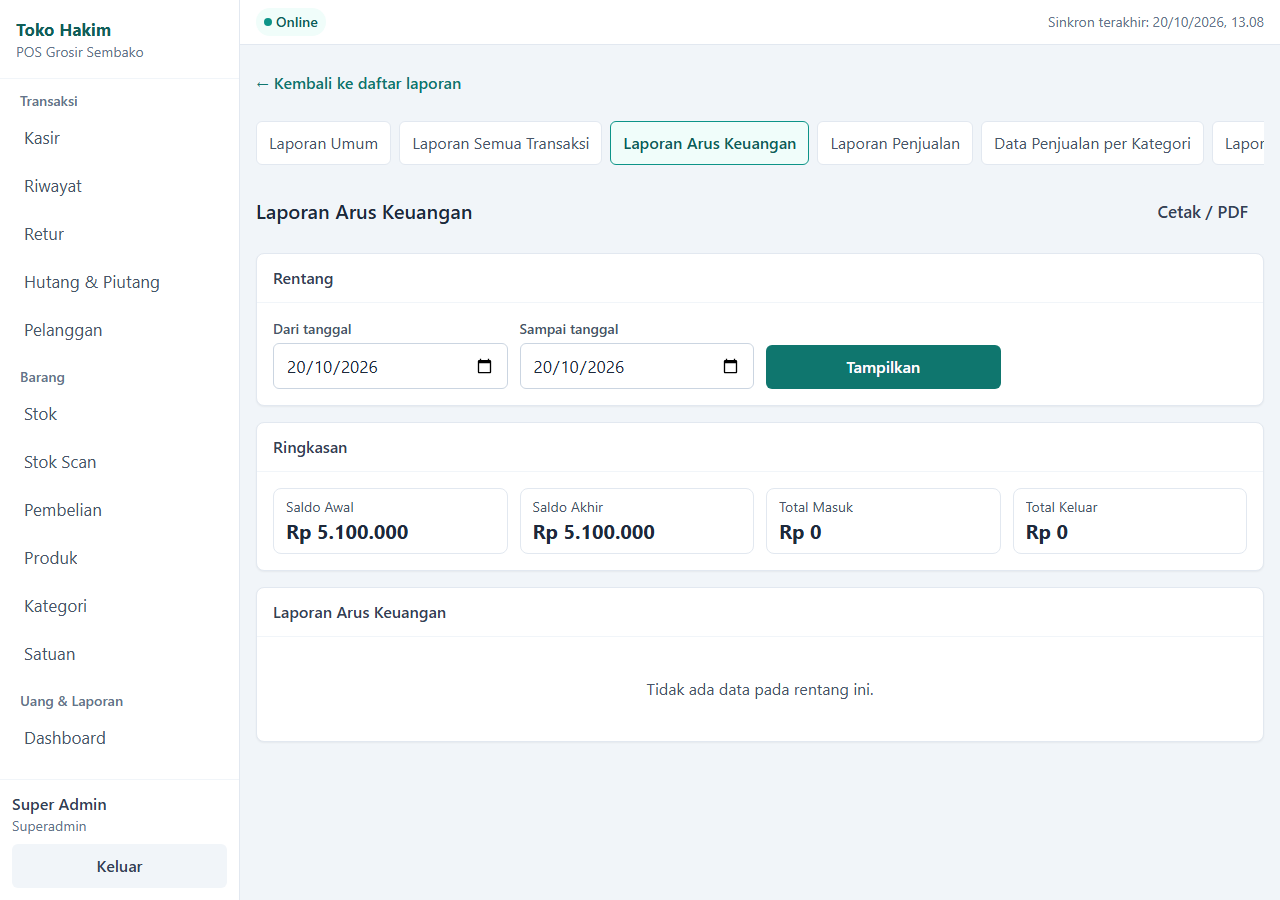 Toko Hakim
POS Grosir Sembako
Transaksi
Kasir
Riwayat
Retur
Hutang & Piutang
Pelanggan
Barang
Stok
Stok Scan
Pembelian
Produk
Kategori
Satuan
Uang & Laporan
Dashboard
Super Admin
Superadmin
Keluar
Online
Sinkron terakhir: 20/10/2026, 13.08
← Kembali ke daftar laporan
Laporan Umum
Laporan Semua Transaksi
Laporan Arus Keuangan
Laporan Penjualan
Data Penjualan per Kategori
Lapor
Laporan Arus Keuangan
Cetak / PDF
Rentang
Dari tanggal
Sampai tanggal
20/10/2026
20/10/2026
Tampilkan
Ringkasan
Saldo Awal
Rp 5.100.000
Saldo Akhir
Rp 5.100.000
Total Masuk
Rp 0
Total Keluar
Rp 0
Laporan Arus Keuangan
Tidak ada data pada rentang ini.